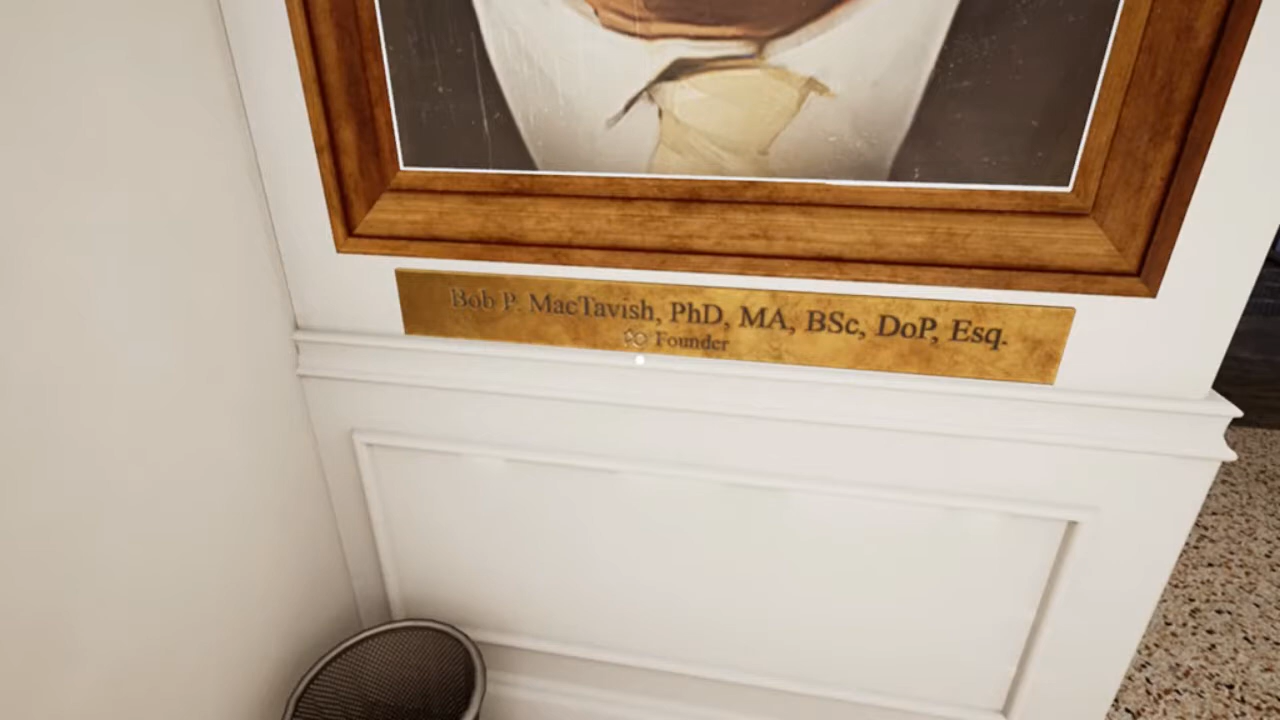 Bob P. MacTavish, PhD, MA, BSc, DoP, Esq.
Founder